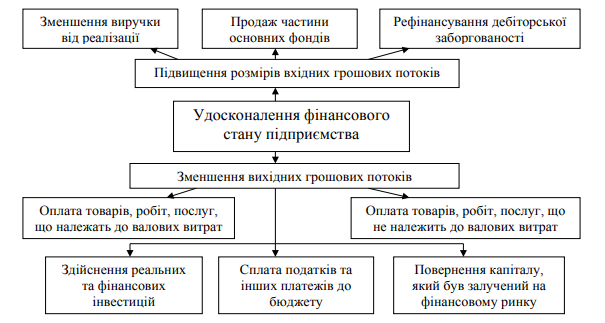 Зменшення виручки
від реалізації
Продаж частини
основних фондів
Рефінансування дебіторської
заборгованості
Підвищення розмірів вхідних грошових потоків
Удосконалення фінансового
стану підприємства
Зменшення вихідних грошових потоків
Оплата товарів, робіт, послуг,
що належать до валових витрат
Оплата товарів, робіт, послуг, що
не належить до валових витрат
Здійснення реальних
та фінансових
інвестицій
Сплата податків та
інших платежів до
бюджету
Повернення капіталу,
який був залучений на
фінансовому ринку